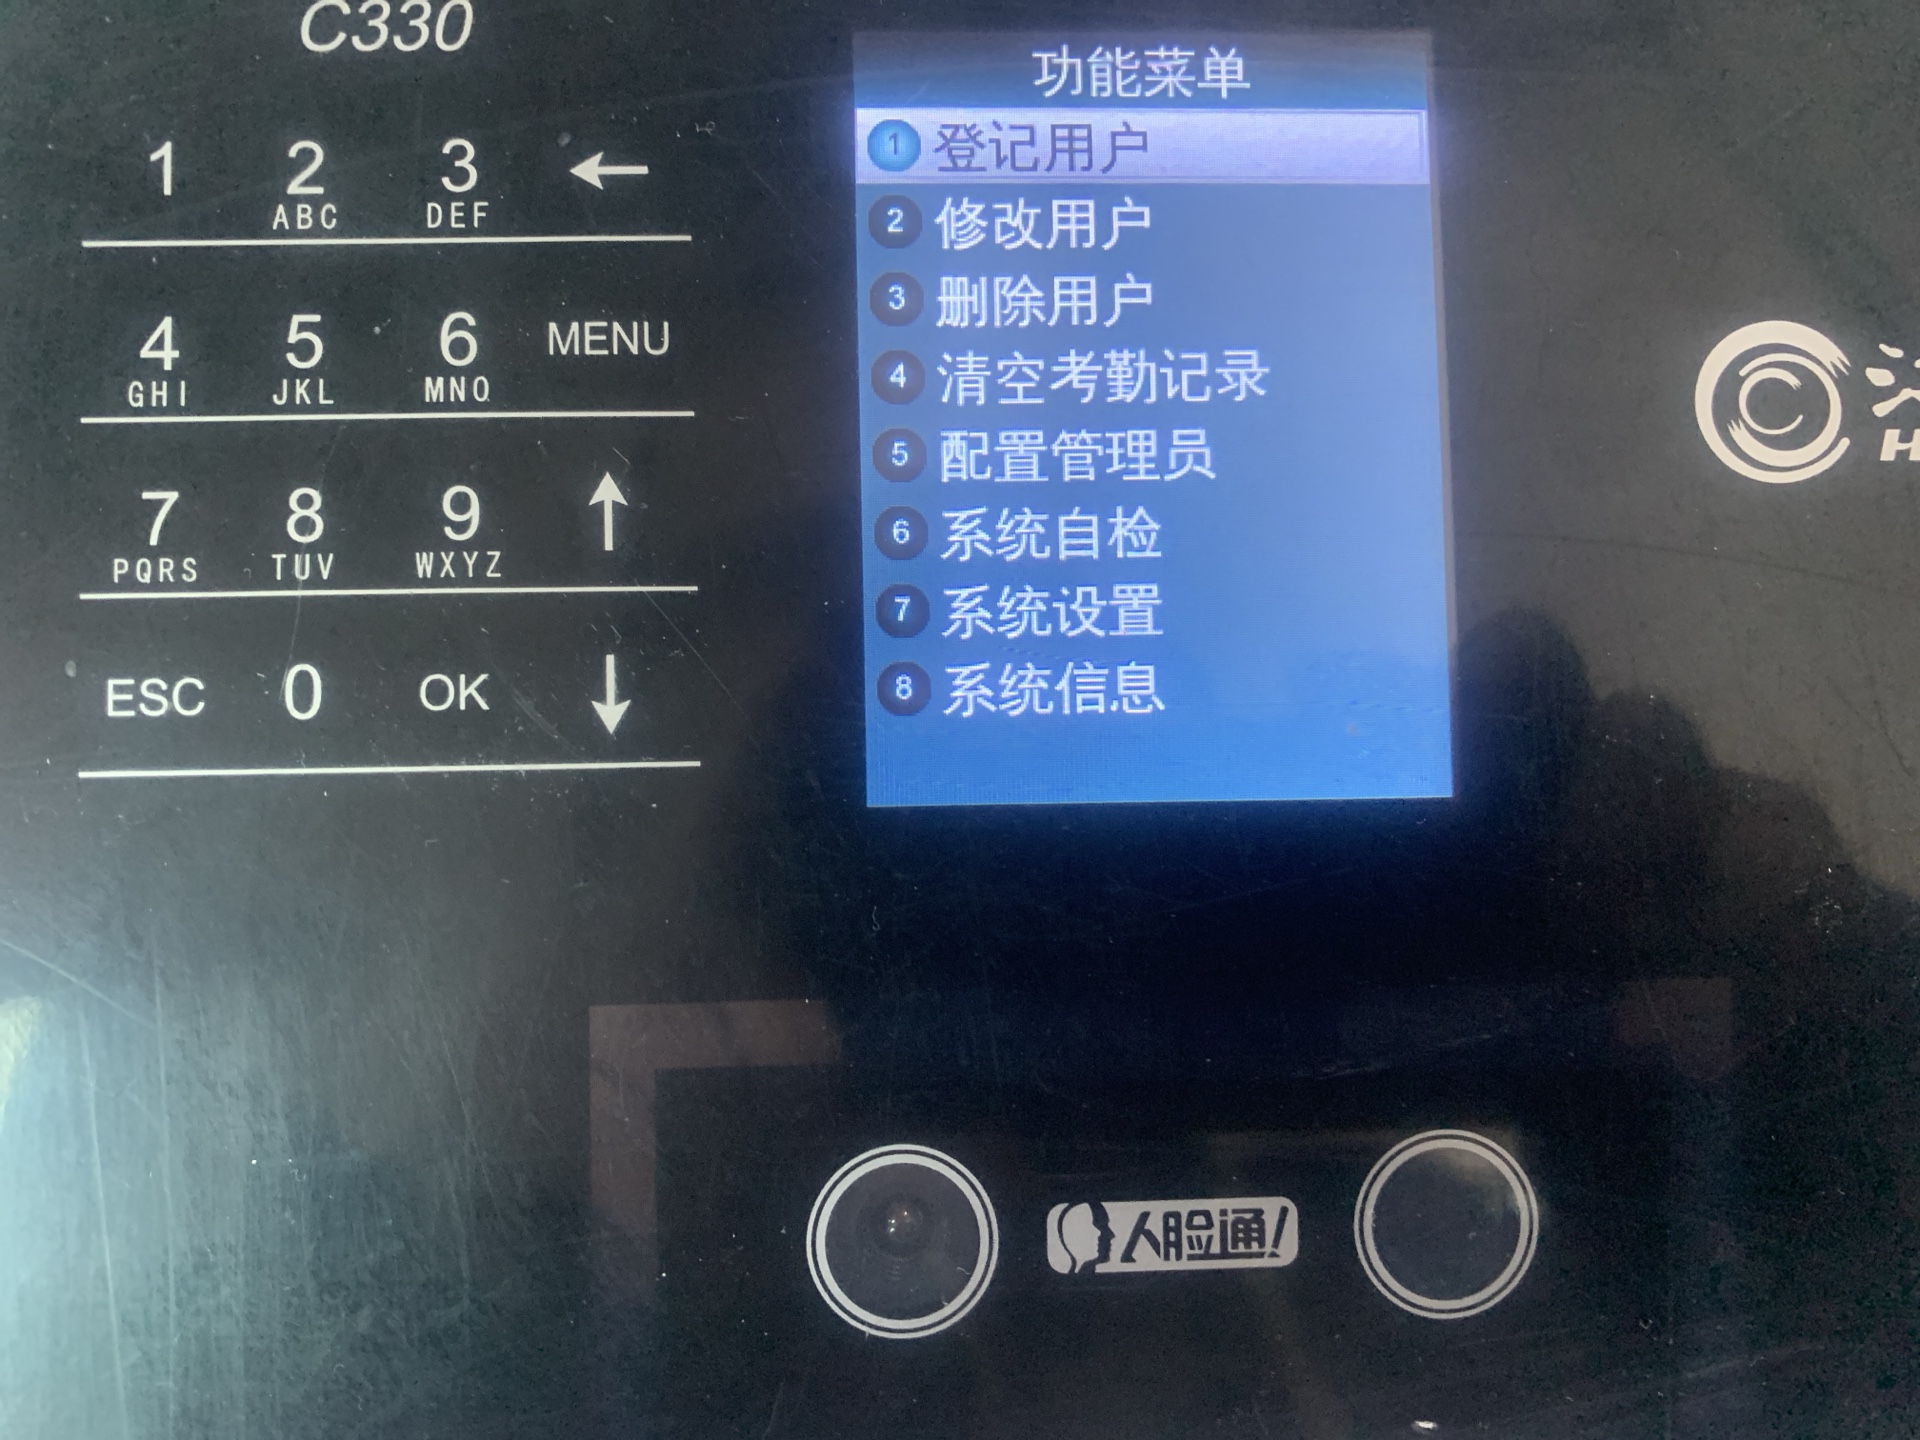 C330
1 2 3 ←
ABC DEF
4 5 6 MENU
GHI JKL MNO
7 8 9 ↑
PQRS TUV WXYZ
ESC 0 OK ↓
功能菜单
1 登记用户
2 修改用户
3 删除用户
4 清空考勤记录
5 配置管理员
6 系统自检
7 系统设置
8 系统信息
H
人脸通!